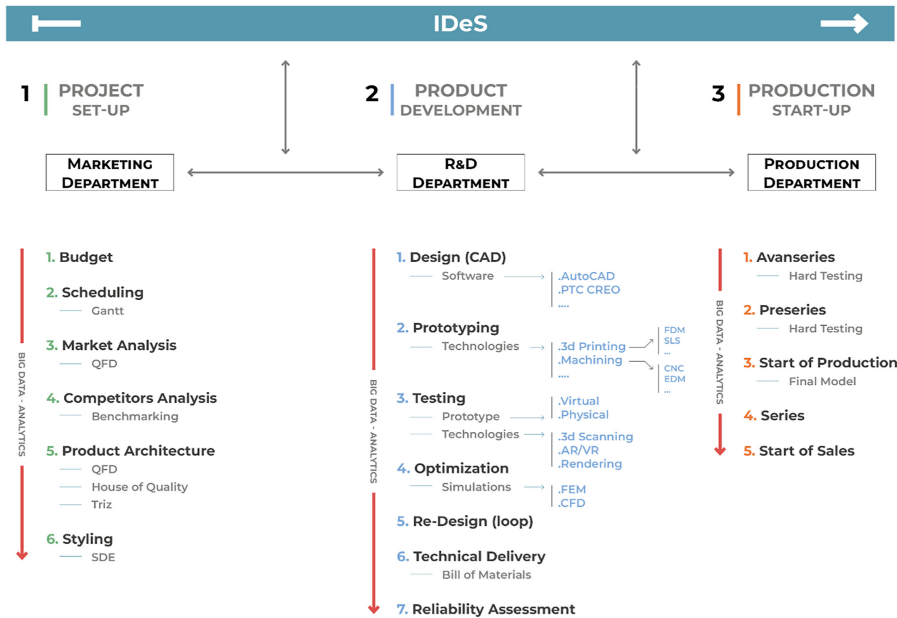 IDeS
1 PROJECT
SET-UP
2 PRODUCT
DEVELOPMENT
3 PRODUCTION
START-UP
MARKETING
DEPARTMENT
R&D
DEPARTMENT
PRODUCTION
DEPARTMENT
BIG DATA - ANALYTICS
1. Budget
2. Scheduling
Gantt
3. Market Analysis
QFD
4. Competitors Analysis
Benchmarking
5. Product Architecture
QFD
House of Quality
Triz
6. Styling
SDE
BIG DATA - ANALYTICS
1. Design (CAD)
Software
.AutoCAD
.PTC CREO
....
2. Prototyping
Technologies
.3d Printing
.Machining
....
FDM
SLS
...
CNC
EDM
...
3. Testing
Prototype
.Virtual
.Physical
Technologies
.3d Scanning
.AR/VR
.Rendering
4. Optimization
Simulations
.FEM
.CFD
5. Re-Design (loop)
6. Technical Delivery
Bill of Materials
7. Reliability Assessment
BIG DATA - ANALYTICS
1. Avanseries
Hard Testing
2. Preseries
Hard Testing
3. Start of Production
Final Model
4. Series
5. Start of Sales